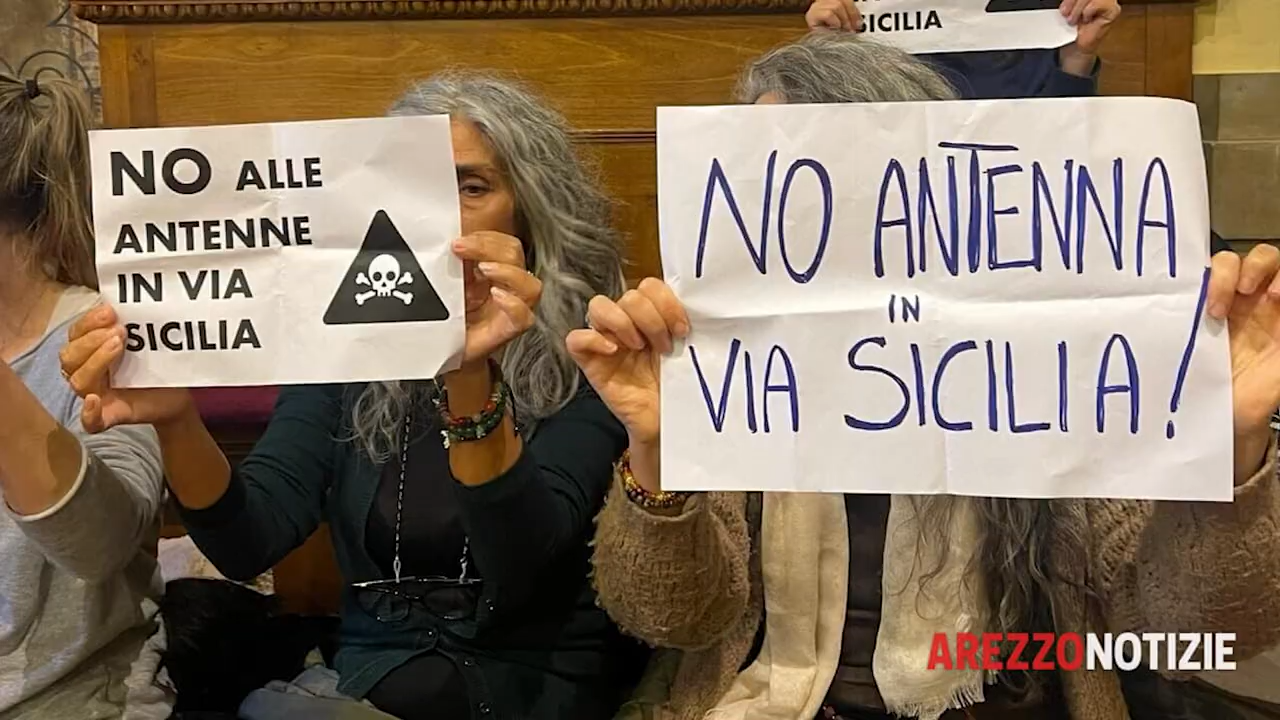 SICILIA
NO ALLE
ANTENNE
IN VIA
SICILIA
NO ANTENNA
IN
VIA SICILIA!
AREZZONOTIZIE